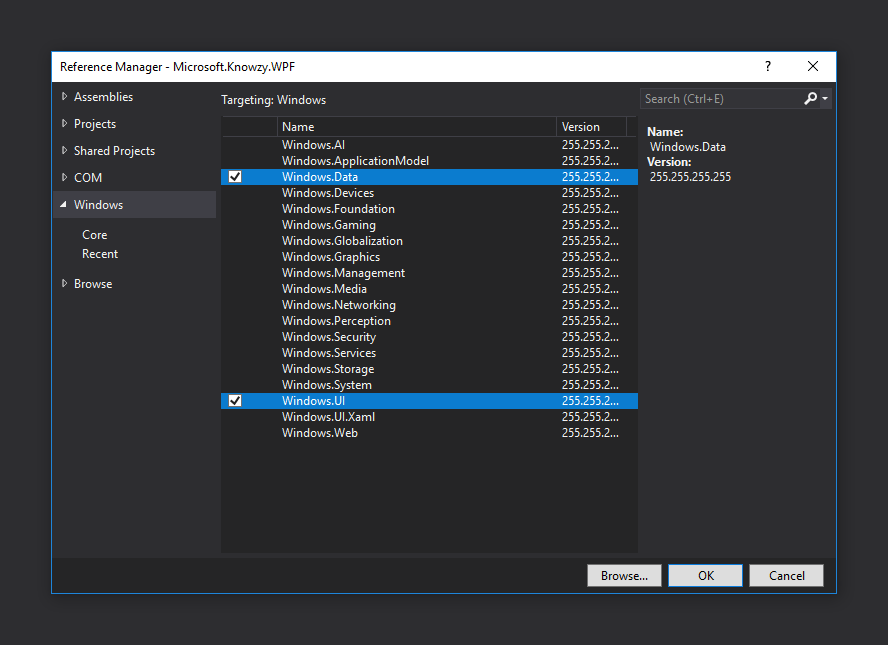 Reference Manager - Microsoft.Knowzy.WPF
?
Assemblies
Projects
Shared Projects
COM
Windows
Core
Recent
Browse
Targeting: Windows
Name Version
Windows.AI 255.255.2...
Windows.ApplicationModel 255.255.2...
Windows.Data 255.255.2...
Windows.Devices 255.255.2...
Windows.Foundation 255.255.2...
Windows.Gaming 255.255.2...
Windows.Globalization 255.255.2...
Windows.Graphics 255.255.2...
Windows.Management 255.255.2...
Windows.Media 255.255.2...
Windows.Networking 255.255.2...
Windows.Perception 255.255.2...
Windows.Security 255.255.2...
Windows.Services 255.255.2...
Windows.Storage 255.255.2...
Windows.System 255.255.2...
Windows.UI 255.255.2...
Windows.UI.Xaml 255.255.2...
Windows.Web 255.255.2...
Search (Ctrl+E)
Name:
Windows.Data
Version:
255.255.255.255
Browse... OK Cancel